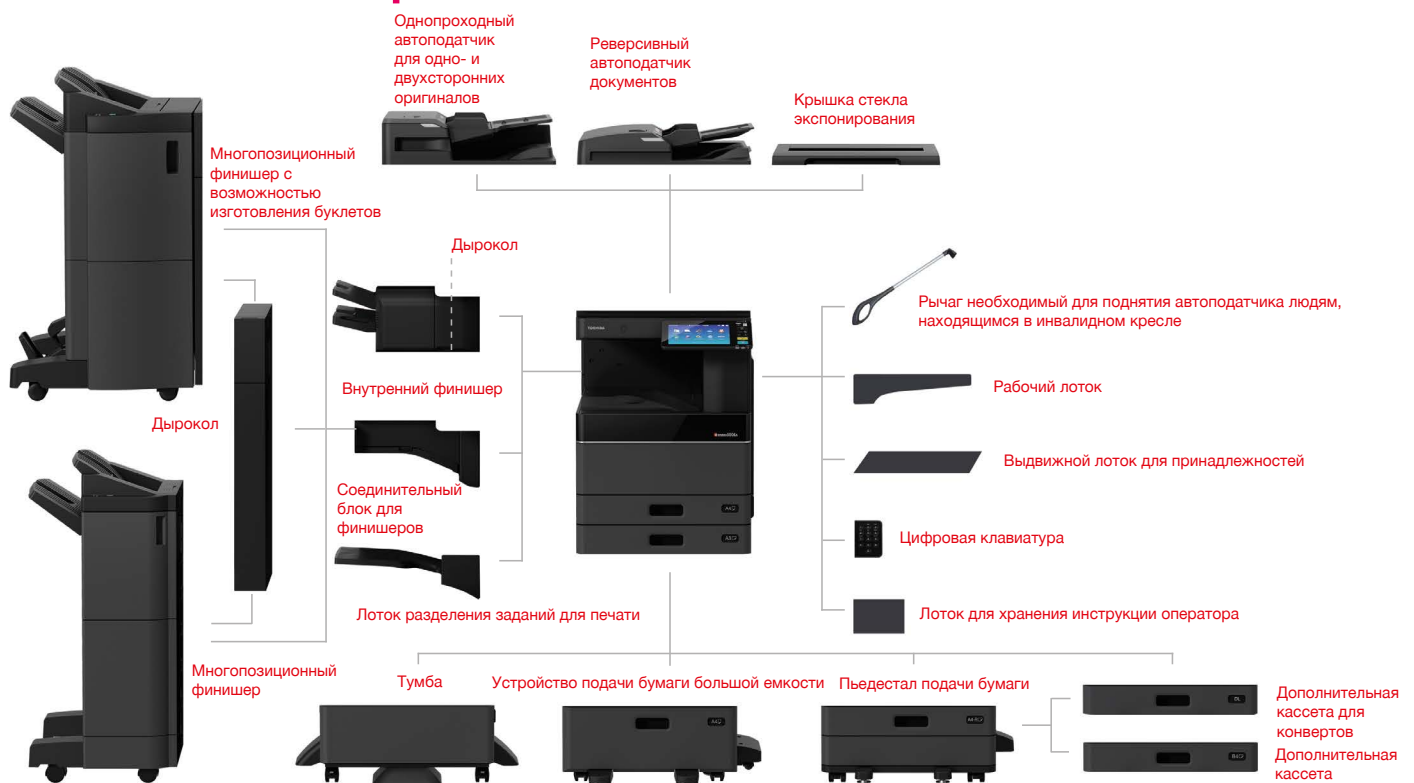 Однопроходный
автоподатчик
для одно- и
двухсторонних
оригиналов
Реверсивный
автоподатчик
документов
Крышка стекла
экспонирования
Многопозиционный
финишер с
возможностью
изготовления буклетов
Дырокол
Рычаг необходимый для поднятия автоподатчика людям,
находящимся в инвалидном кресле
TOSHIBA
Внутренний финишер
Рабочий лоток
Дырокол
Выдвижной лоток для принадлежностей
Соединительный
блок для
финишеров
A4
A3
Цифровая клавиатура
Лоток разделения заданий для печати
Лоток для хранения инструкции оператора
Многопозиционный
финишер
Тумба
Устройство подачи бумаги большой емкости
Пьедестал подачи бумаги
Дополнительная
кассета для
конвертов
Дополнительная
кассета